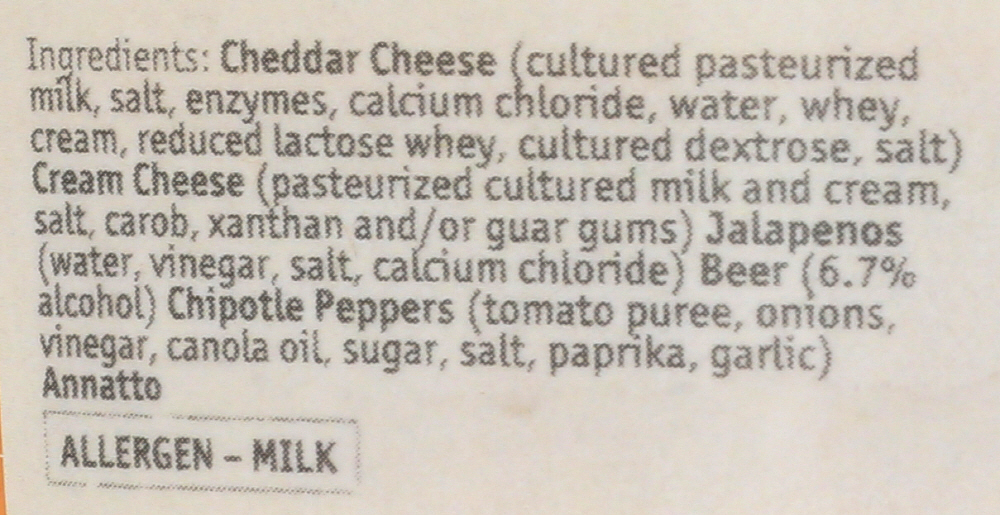 Ingredients: Cheddar Cheese (cultured pasteurized
milk, salt, enzymes, calcium chloride, water, whey,
cream, reduced lactose whey, cultured dextrose, salt)
Cream Cheese (pasteurized cultured milk and cream,
salt, carob, xanthan and/or guar gums) Jalapenos
(water, vinegar, salt, calcium chloride) Beer (6.7%
alcohol) Chipotle Peppers (tomato puree, onions,
vinegar, canola oil, sugar, salt, paprika, garlic)
Annatto
ALLERGEN – MILK